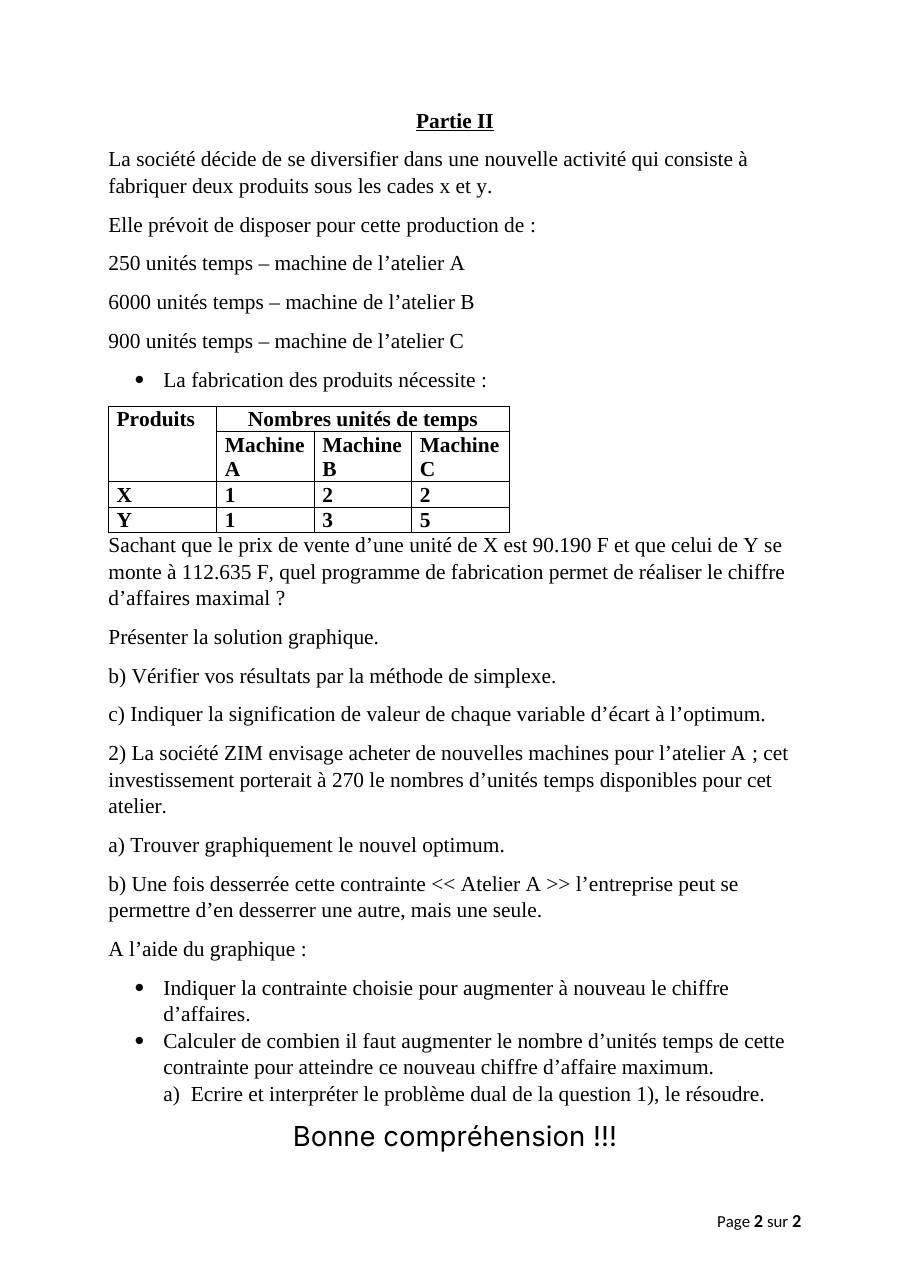 Partie II
La société décide de se diversifier dans une nouvelle activité qui consiste à
fabriquer deux produits sous les cades x et y.
Elle prévoit de disposer pour cette production de :
250 unités temps – machine de l’atelier A
6000 unités temps – machine de l’atelier B
900 unités temps – machine de l’atelier C
• La fabrication des produits nécessite :
Produits Nombres unités de temps
Machine A Machine B Machine C
X 1 2 2
Y 1 3 5
Sachant que le prix de vente d’une unité de X est 90.190 F et que celui de Y se
monte à 112.635 F, quel programme de fabrication permet de réaliser le chiffre
d’affaires maximal ?
Présenter la solution graphique.
b) Vérifier vos résultats par la méthode de simplexe.
c) Indiquer la signification de valeur de chaque variable d’écart à l’optimum.
2) La société ZIM envisage acheter de nouvelles machines pour l’atelier A ; cet
investissement porterait à 270 le nombres d’unités temps disponibles pour cet
atelier.
a) Trouver graphiquement le nouvel optimum.
b) Une fois desserrée cette contrainte << Atelier A >> l’entreprise peut se
permettre d’en desserrer une autre, mais une seule.
A l’aide du graphique :
• Indiquer la contrainte choisie pour augmenter à nouveau le chiffre
d’affaires.
• Calculer de combien il faut augmenter le nombre d’unités temps de cette
contrainte pour atteindre ce nouveau chiffre d’affaire maximum.
a) Ecrire et interpréter le problème dual de la question 1), le résoudre.
Bonne compréhension !!!
Page 2 sur 2